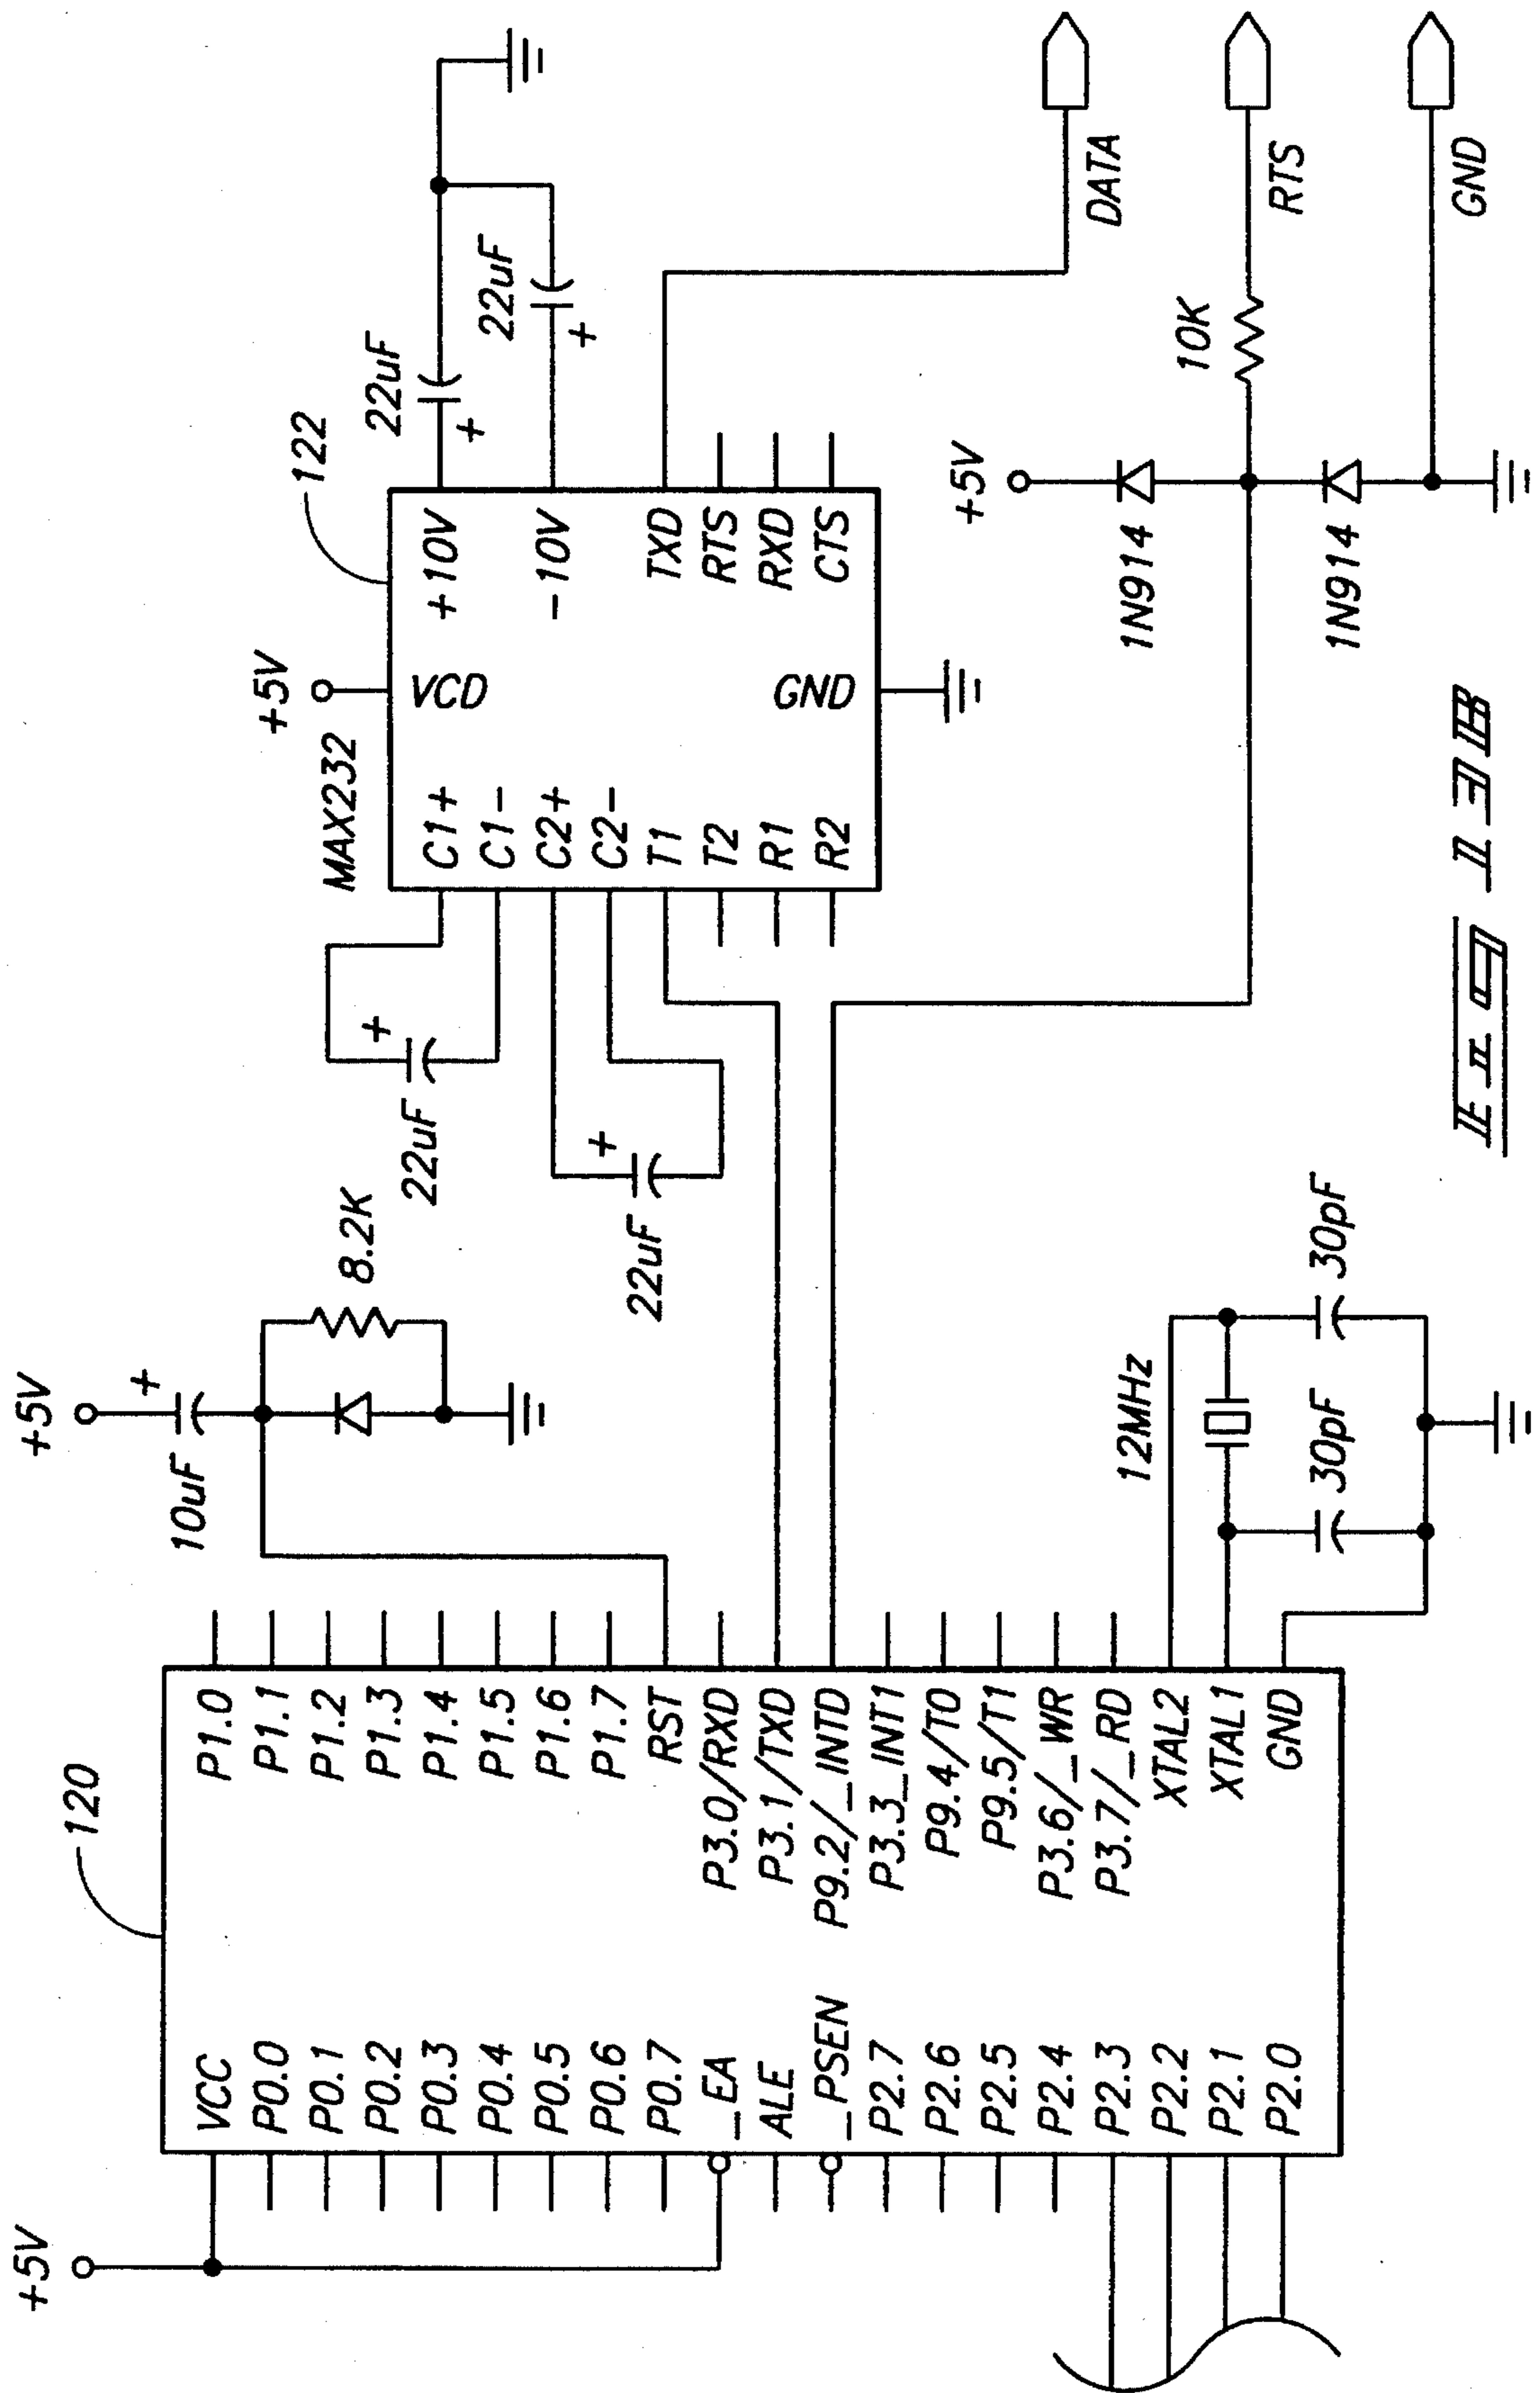 +5V
VCC
P0.0
P0.1
P0.2
P0.3
P0.4
P0.5
P0.6
P0.7
_EA
ALE
_PSEN
P2.7
P2.6
P2.5
P2.4
P2.3
P2.2
P2.1
P2.0
120
P1.0
P1.1
P1.2
P1.3
P1.4
P1.5
P1.6
P1.7
RST
P3.0/RXD
P3.1/TXD
P9.2/_INTD
P3.3_INT1
P9.4/T0
P9.5/T1
P3.6/_WR
P3.7/_RD
XTAL2
XTAL1
GND
+5V
+
10uF
8.2K
12MHz
30pF
30pF
+
22uF
+
22uF
MAX232
+5V
122
C1+
C1-
C2+
C2-
T1
T2
R1
R2
VCD
GND
+10V
-10V
TXD
RTS
RXD
CTS
22uF
+
22uF
+
+5V
1N914
1N914
10K
DATA
RTS
GND
Fig 13B